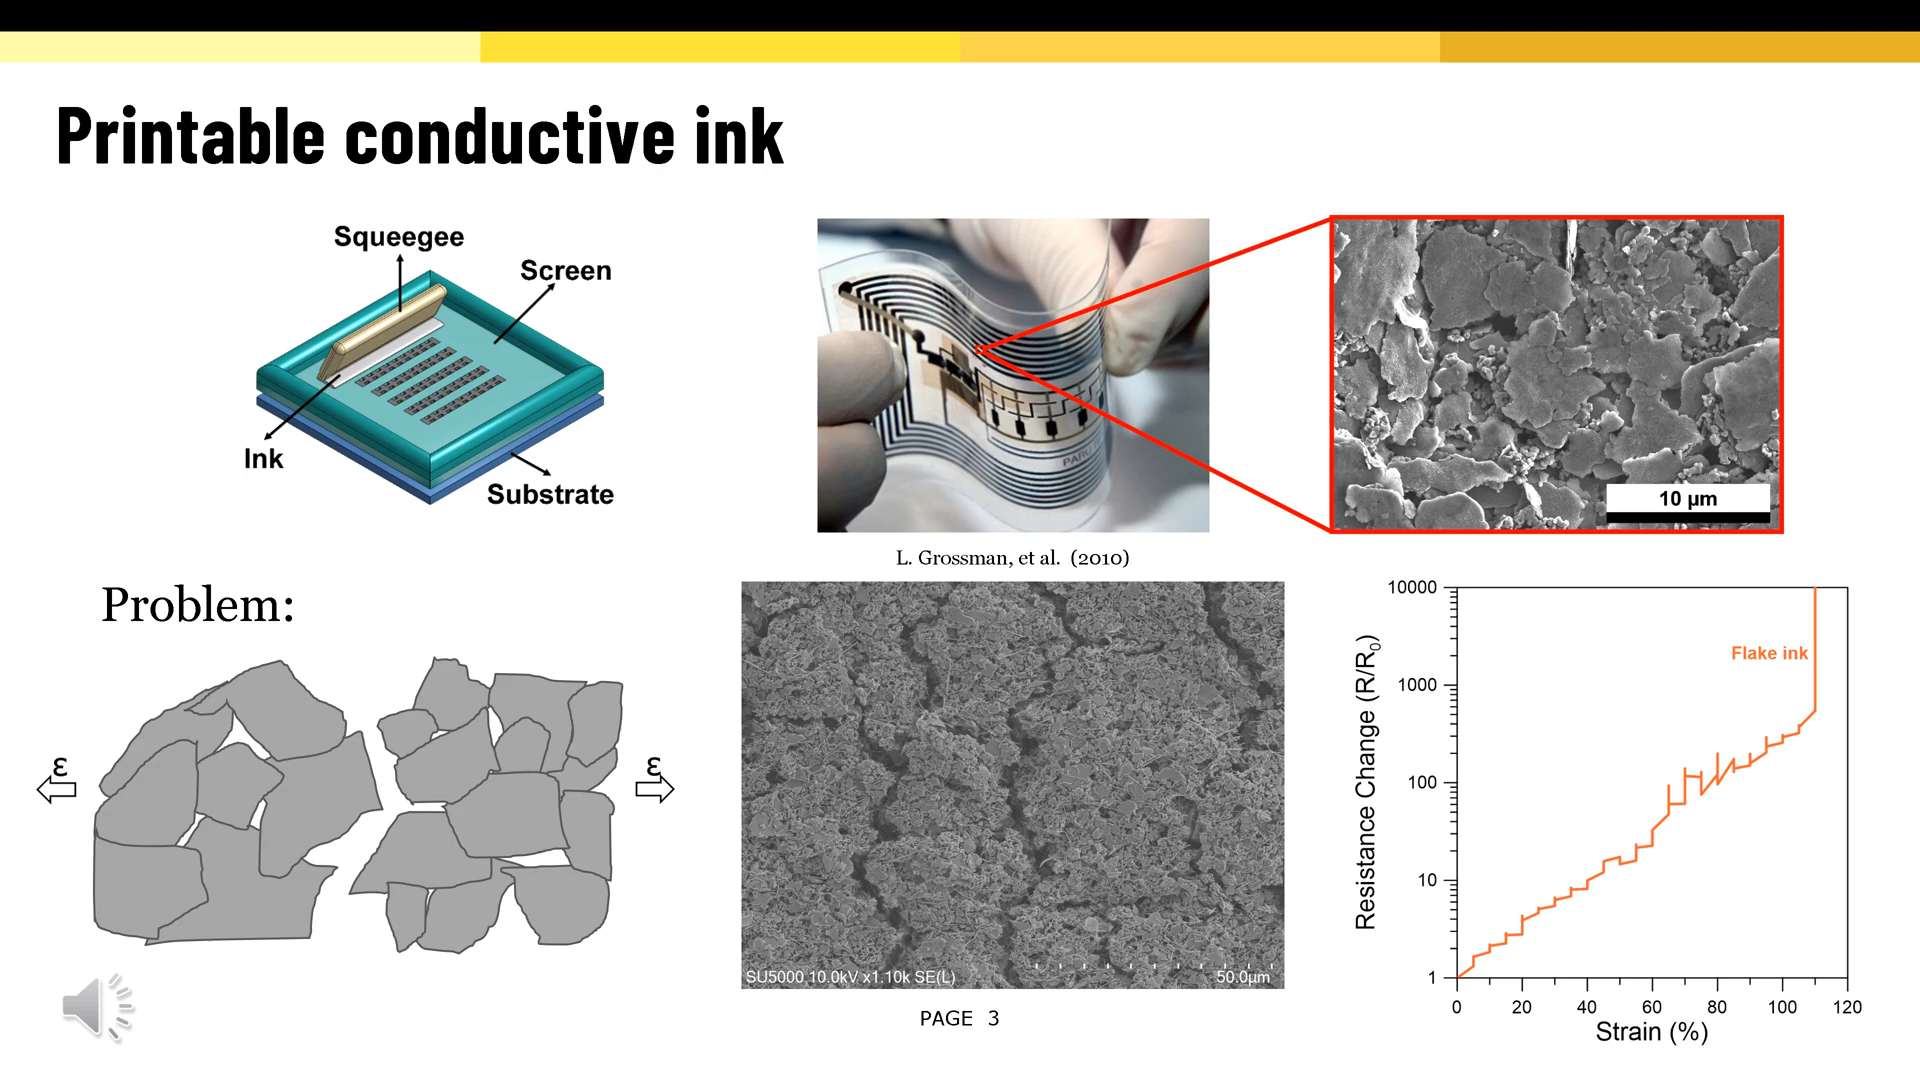 Printable conductive ink
Squeegee
Screen
Ink
Substrate
10 µm
L. Grossman, et al. (2010)
Problem:
ε
ε
SU5000 10.0kV x1.10k SE(L)
50.0µm
PAGE 3
Resistance Change (R/R₀)
10000
1000
100
10
1
Flake ink
0 20 40 60 80 100 120
Strain (%)